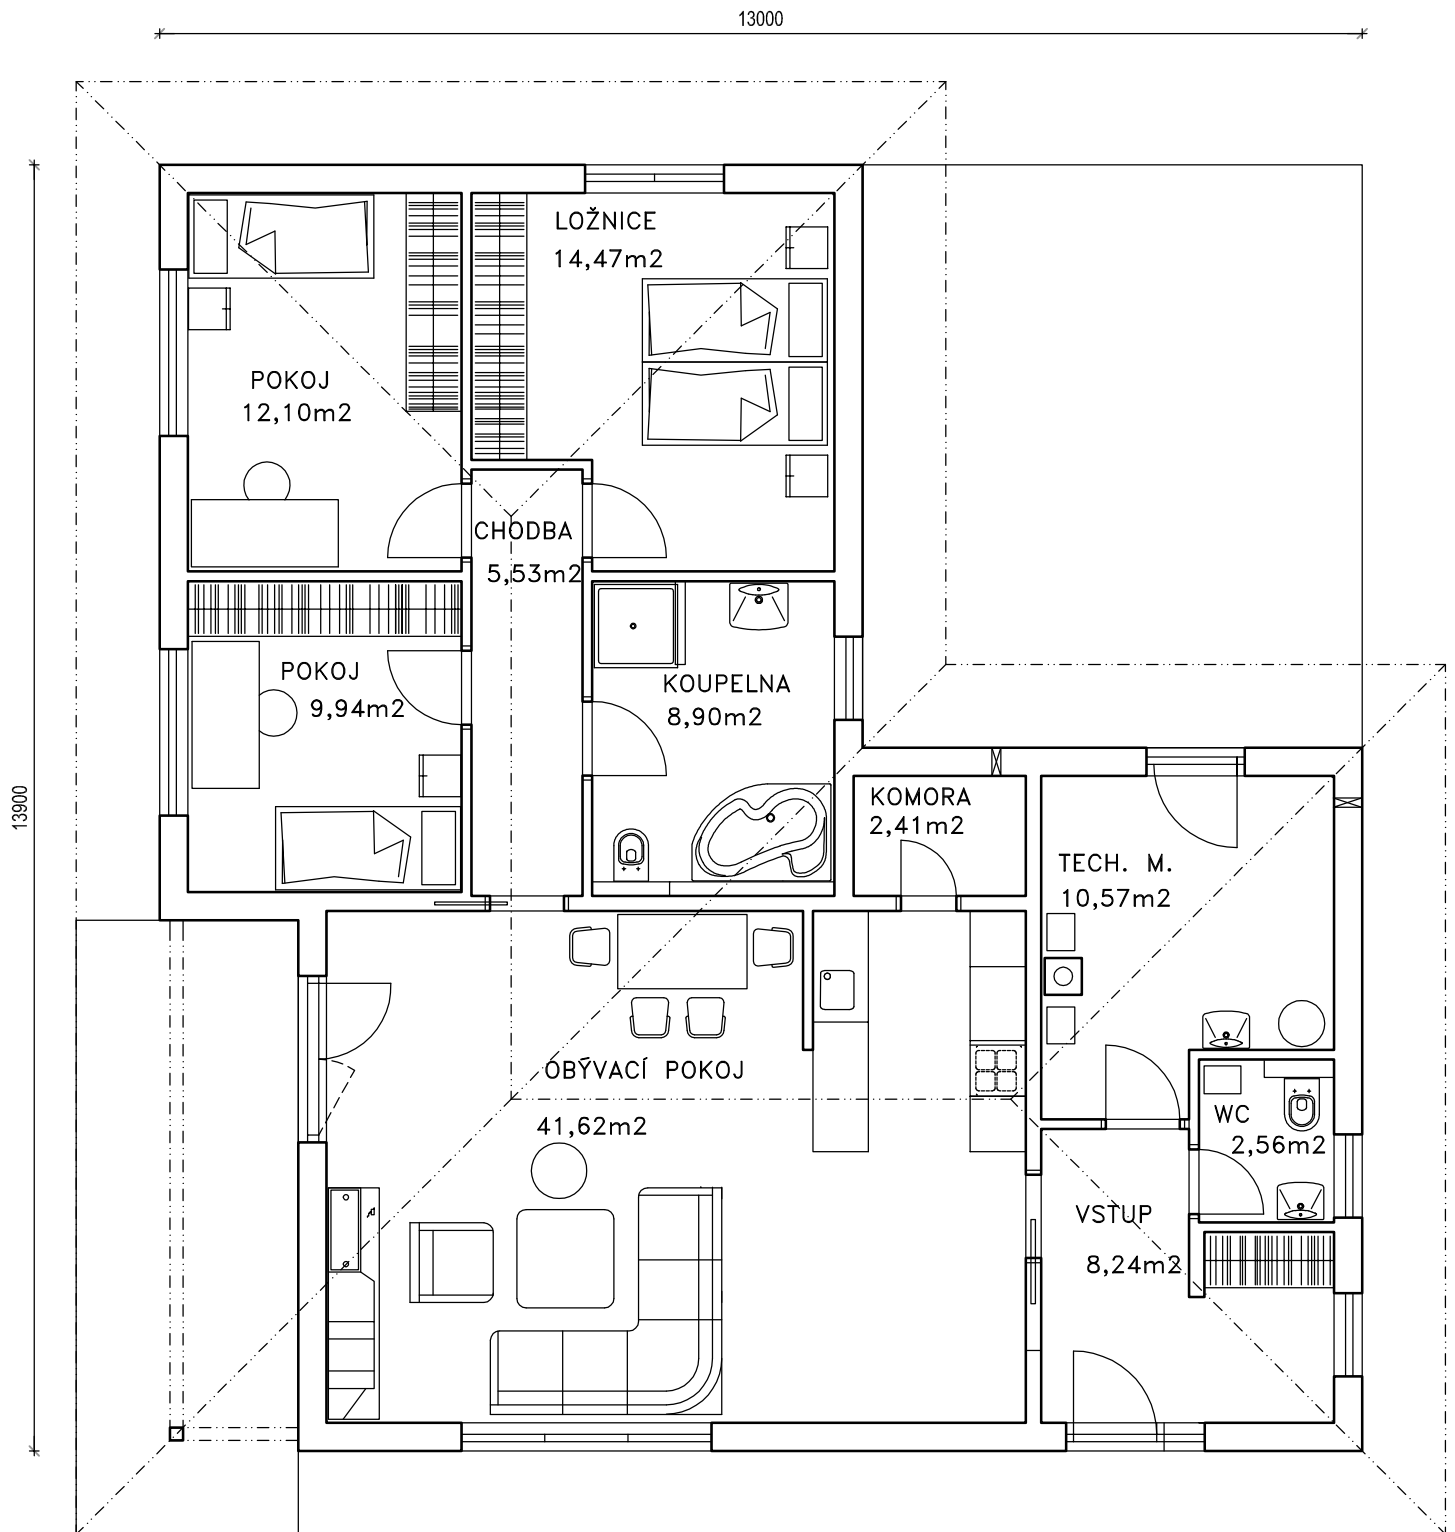 13000
LOŽNICE
14,47m2
POKOJ
12,10m2
CHODBA
5,53m2
POKOJ
9,94m2
KOUPELNA
8,90m2
13900
KOMORA
2,41m2
TECH. M.
10,57m2
OBÝVACÍ POKOJ
41,62m2
WC
2,56m2
VSTUP
8,24m2